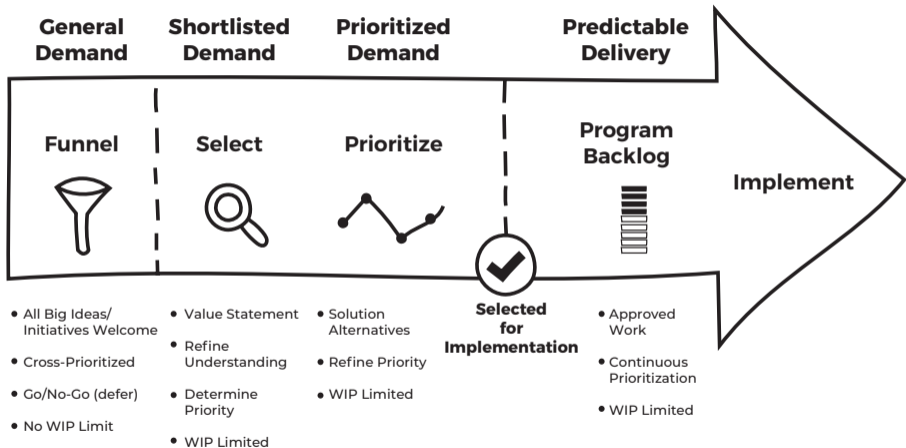 General
Demand
Shortlisted
Demand
Prioritized
Demand
Predictable
Delivery
Funnel
Select
Prioritize
Program
Backlog
Implement
• All Big Ideas/
Initiatives Welcome
• Cross-Prioritized
• Go/No-Go (defer)
• No WIP Limit
• Value Statement
• Refine
Understanding
• Determine
Priority
• WIP Limited
• Solution
Alternatives
• Refine Priority
• WIP Limited
Selected
for
Implementation
• Approved
Work
• Continuous
Prioritization
• WIP Limited